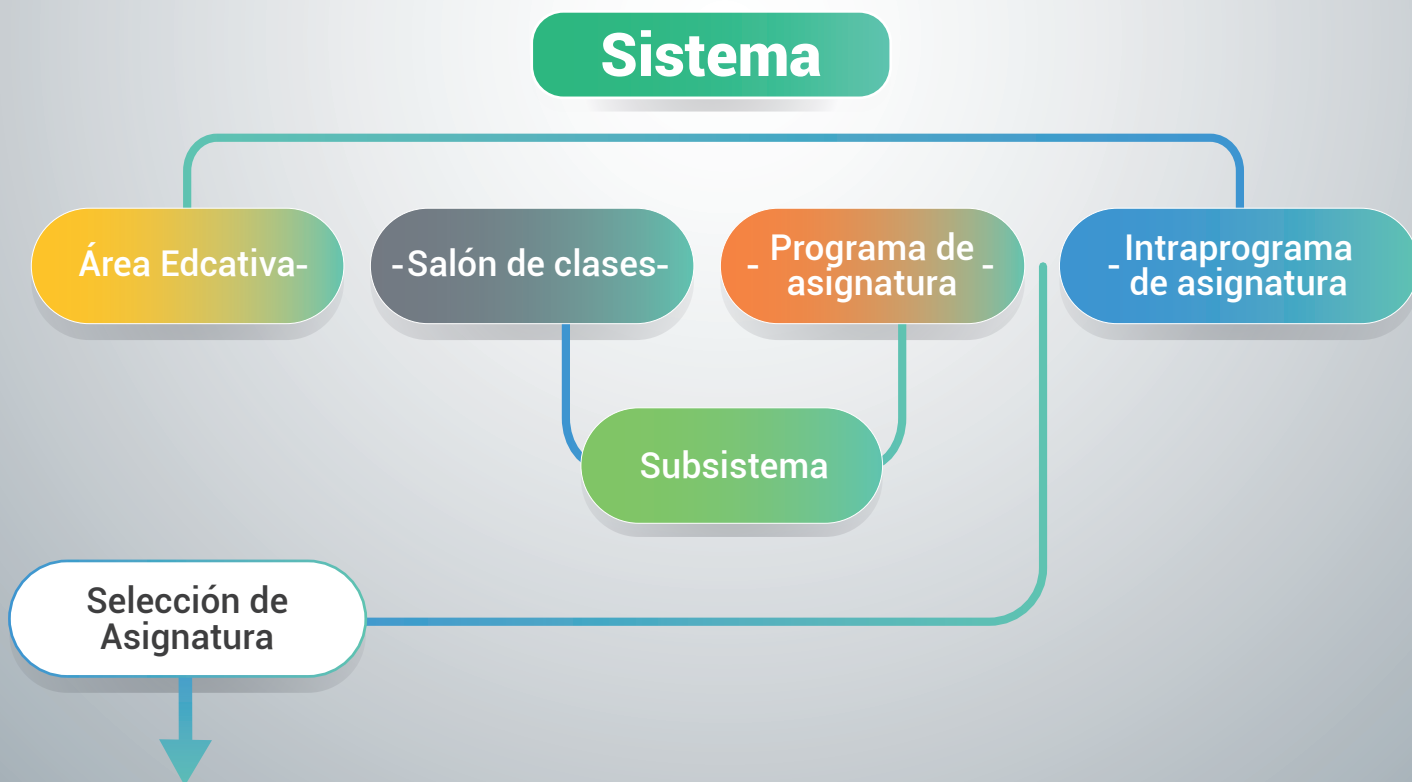 Sistema
Área Edcativa-
-Salón de clases-
- Programa de -
asignatura
- Intraprograma
de asignatura
Subsistema
Selección de
Asignatura